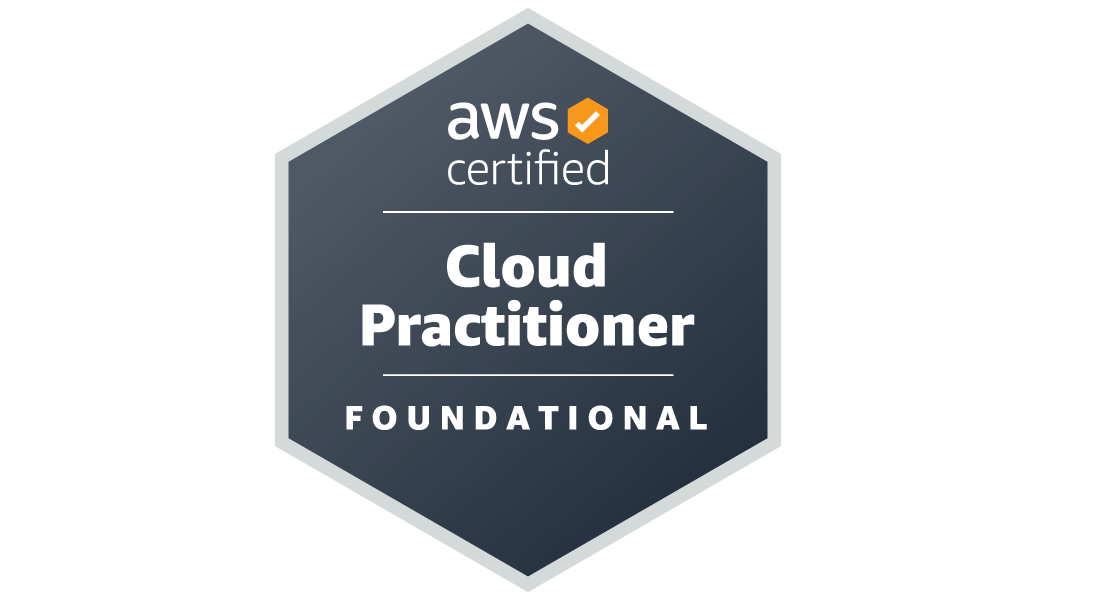 aws
certified
Cloud
Practitioner
FOUNDATIONAL